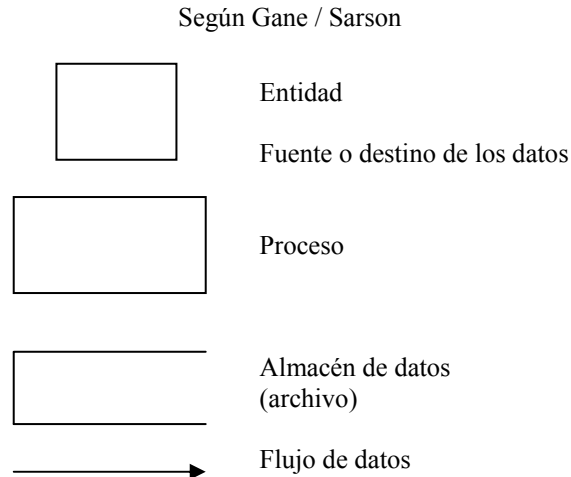 Según Gane / Sarson
Entidad
Fuente o destino de los datos
Proceso
Almacén de datos
(archivo)
Flujo de datos